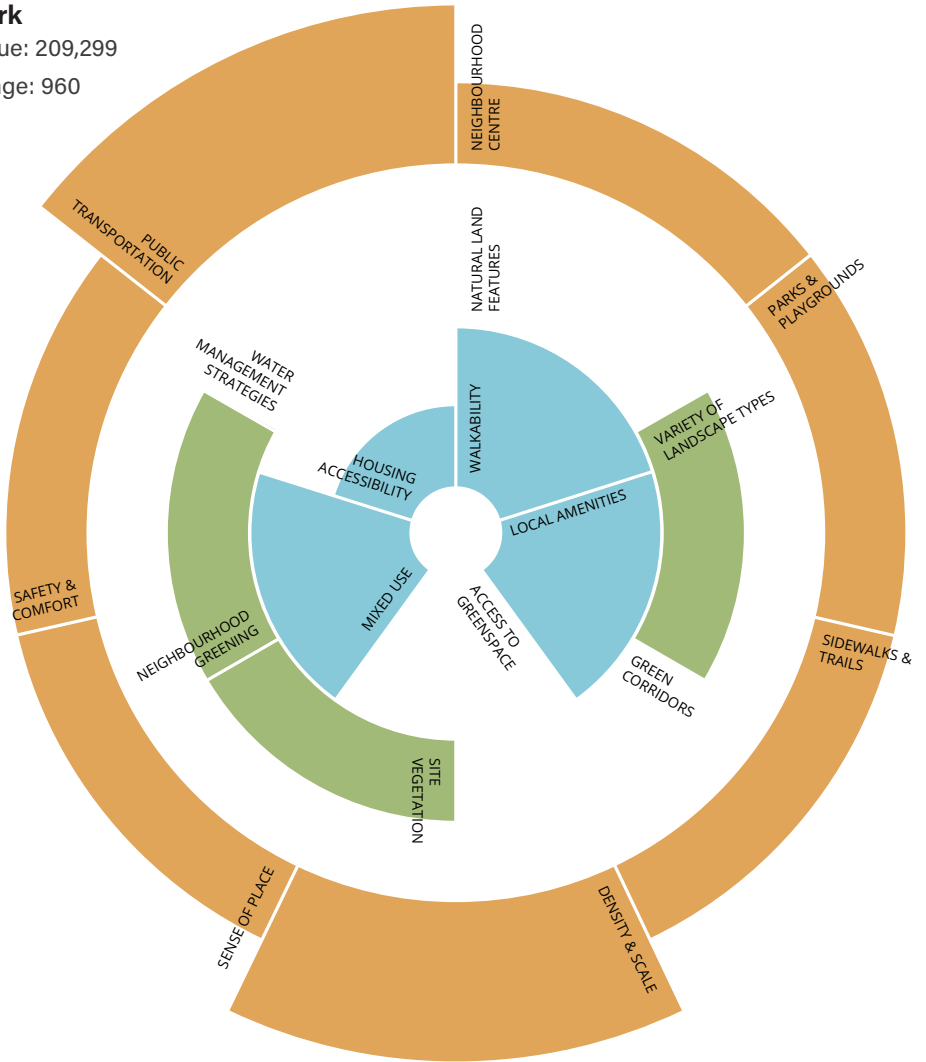 rk
ue: 209,299
nge: 960
NEIGHBOURHOOD
CENTRE
PUBLIC
TRANSPORTATION
PARKS &
PLAYGROUNDS
NATURAL LAND
FEATURES
WATER
MANAGEMENT
STRATEGIES
VARIETY OF
LANDSCAPE TYPES
WALKABILITY
HOUSING
ACCESSIBILITY
LOCAL AMENITIES
MIXED USE
ACCESS TO
GREENSPACE
SAFETY &
COMFORT
NEIGHBOURHOOD
GREENING
GREEN
CORRIDORS
SIDEWALKS &
TRAILS
SITE
VEGETATION
SENSE OF PLACE
DENSITY & SCALE